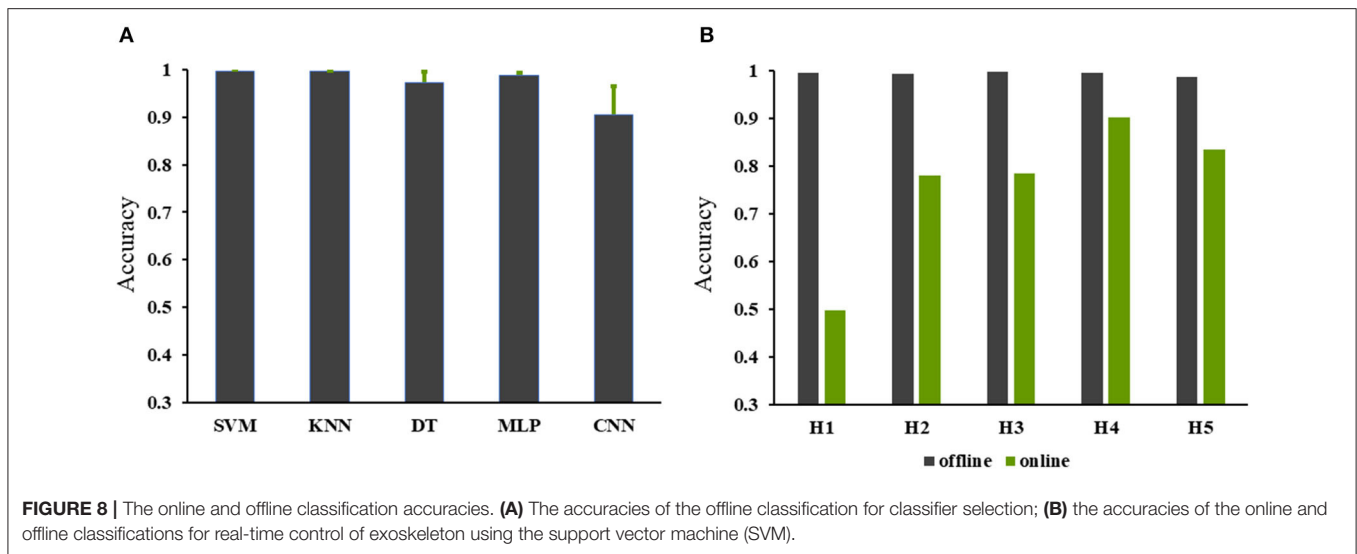 A
Accuracy
1
0.9
0.8
0.7
0.6
0.5
0.4
0.3
SVM KNN DT MLP CNN
B
Accuracy
1
0.9
0.8
0.7
0.6
0.5
0.4
0.3
H1 H2 H3 H4 H5
offline online
FIGURE 8 | The online and offline classification accuracies. (A) The accuracies of the offline classification for classifier selection; (B) the accuracies of the online and
offline classifications for real-time control of exoskeleton using the support vector machine (SVM).